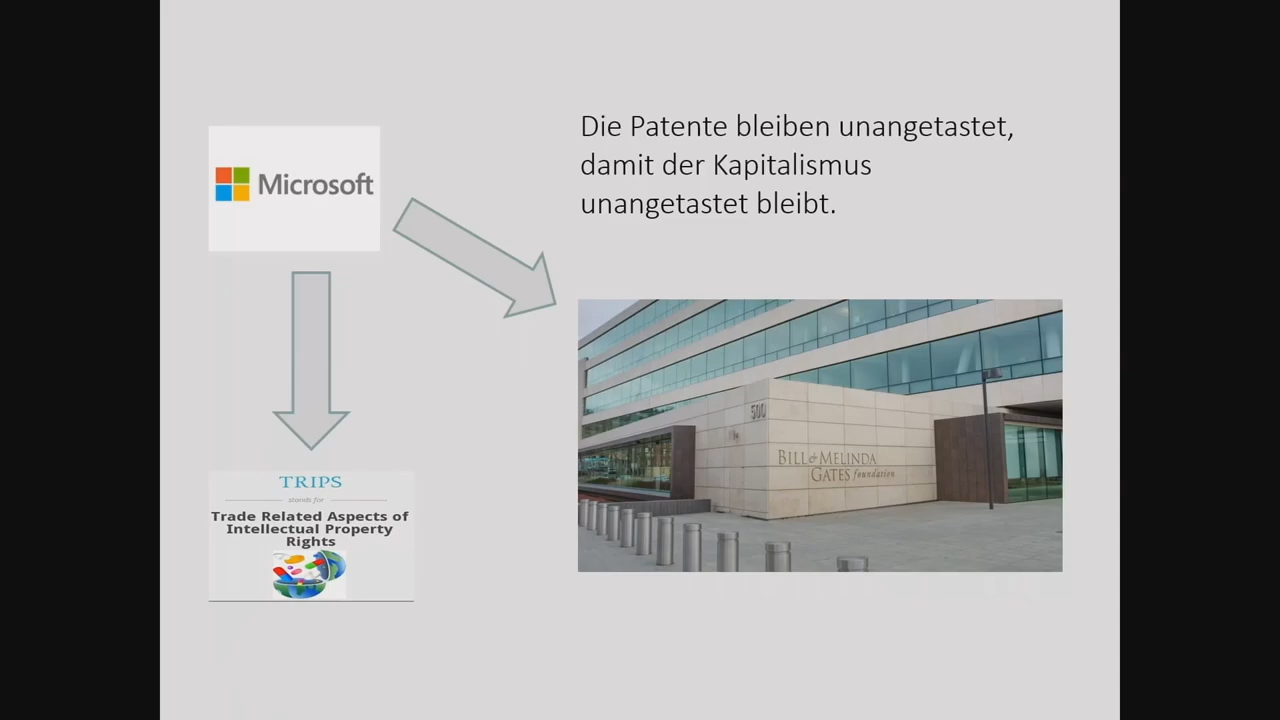 Die Patente bleiben unangetastet,
damit der Kapitalismus
unangetastet bleibt.
Microsoft
500
BILL & MELINDA
GATES foundation
TRIPS
stands for
Trade Related Aspects of
Intellectual Property
Rights